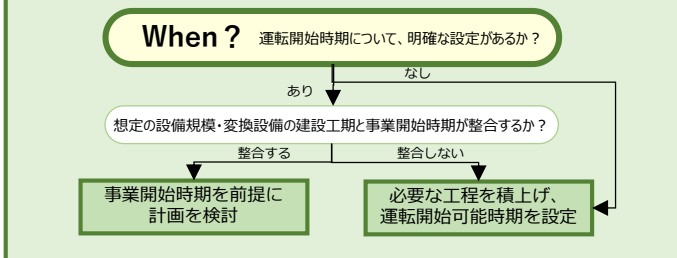 When？ 運転開始時期について、明確な設定があるか？
なし
あり
想定の設備規模・変換設備の建設工期と事業開始時期が整合するか？
整合する
整合しない
事業開始時期を前提に
計画を検討
必要な工程を積上げ、
運転開始可能時期を設定